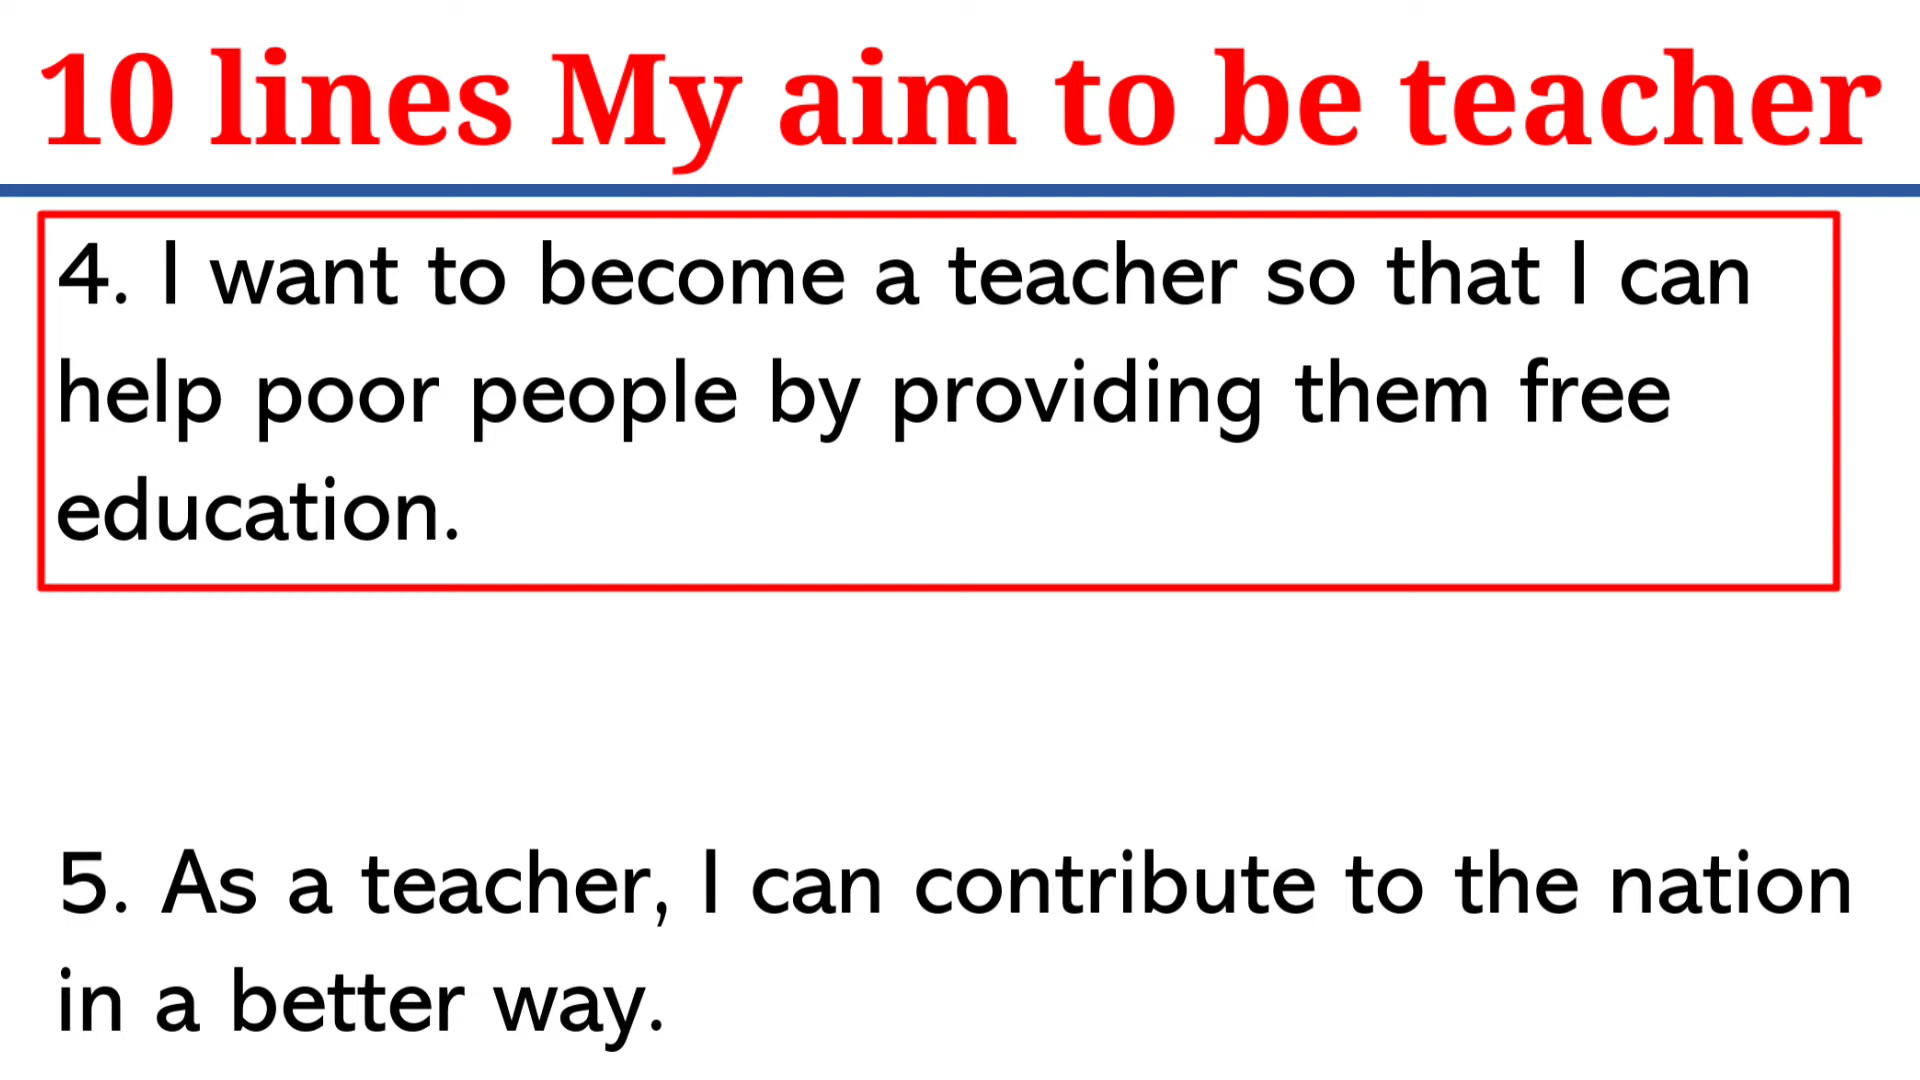 10 lines My aim to be teacher
4. I want to become a teacher so that I can
help poor people by providing them free
education.
5. As a teacher, I can contribute to the nation
in a better way.